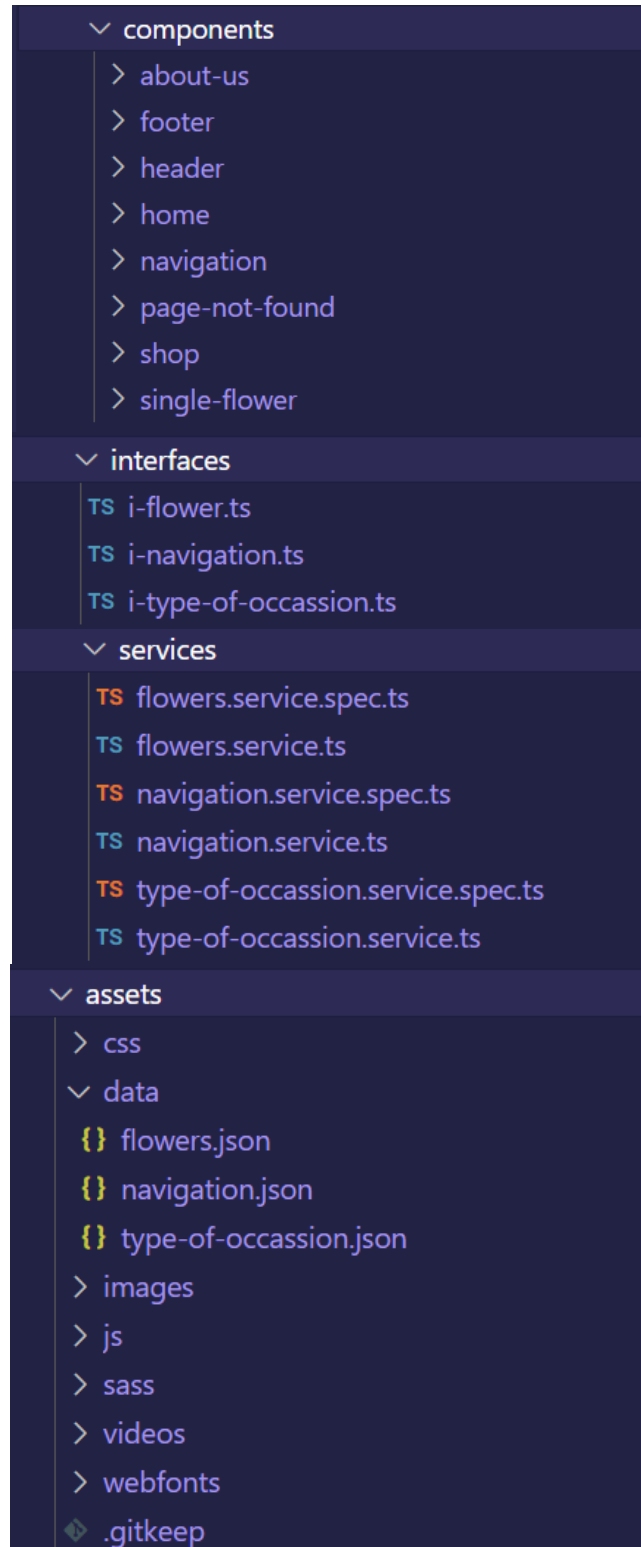 components
about-us
footer
header
home
navigation
page-not-found
shop
single-flower
interfaces
TS i-flower.ts
TS i-navigation.ts
TS i-type-of-occassion.ts
services
TS flowers.service.spec.ts
TS flowers.service.ts
TS navigation.service.spec.ts
TS navigation.service.ts
TS type-of-occassion.service.spec.ts
TS type-of-occassion.service.ts
assets
css
data
{} flowers.json
{} navigation.json
{} type-of-occassion.json
images
js
sass
videos
webfonts
.gitkeep